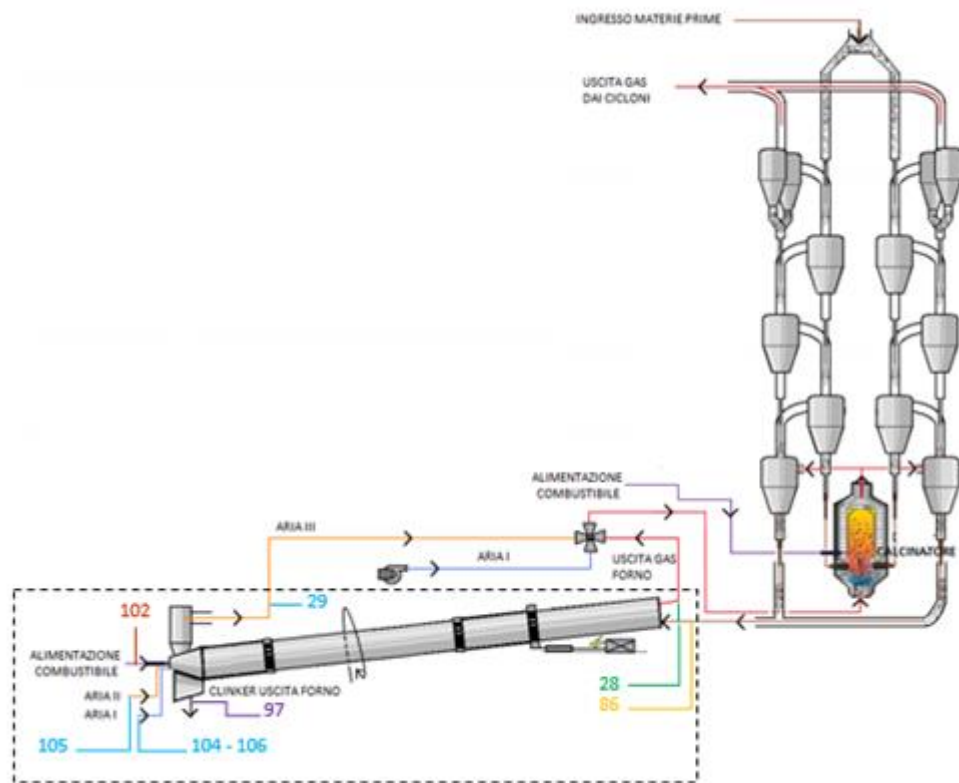 INGRESSO MATERIE PRIME
USCITA GAS
DAI CICLONI
ALIMENTAZIONE
COMBUSTIBILE
CALCINATORE
ARIA III
ARIA I
USCITA GAS
FORNO
102
29
ALIMENTAZIONE
COMBUSTIBILE
CLINKER USCITA FORNO
ARIA II
ARIA I
97
28
86
105
104 - 106